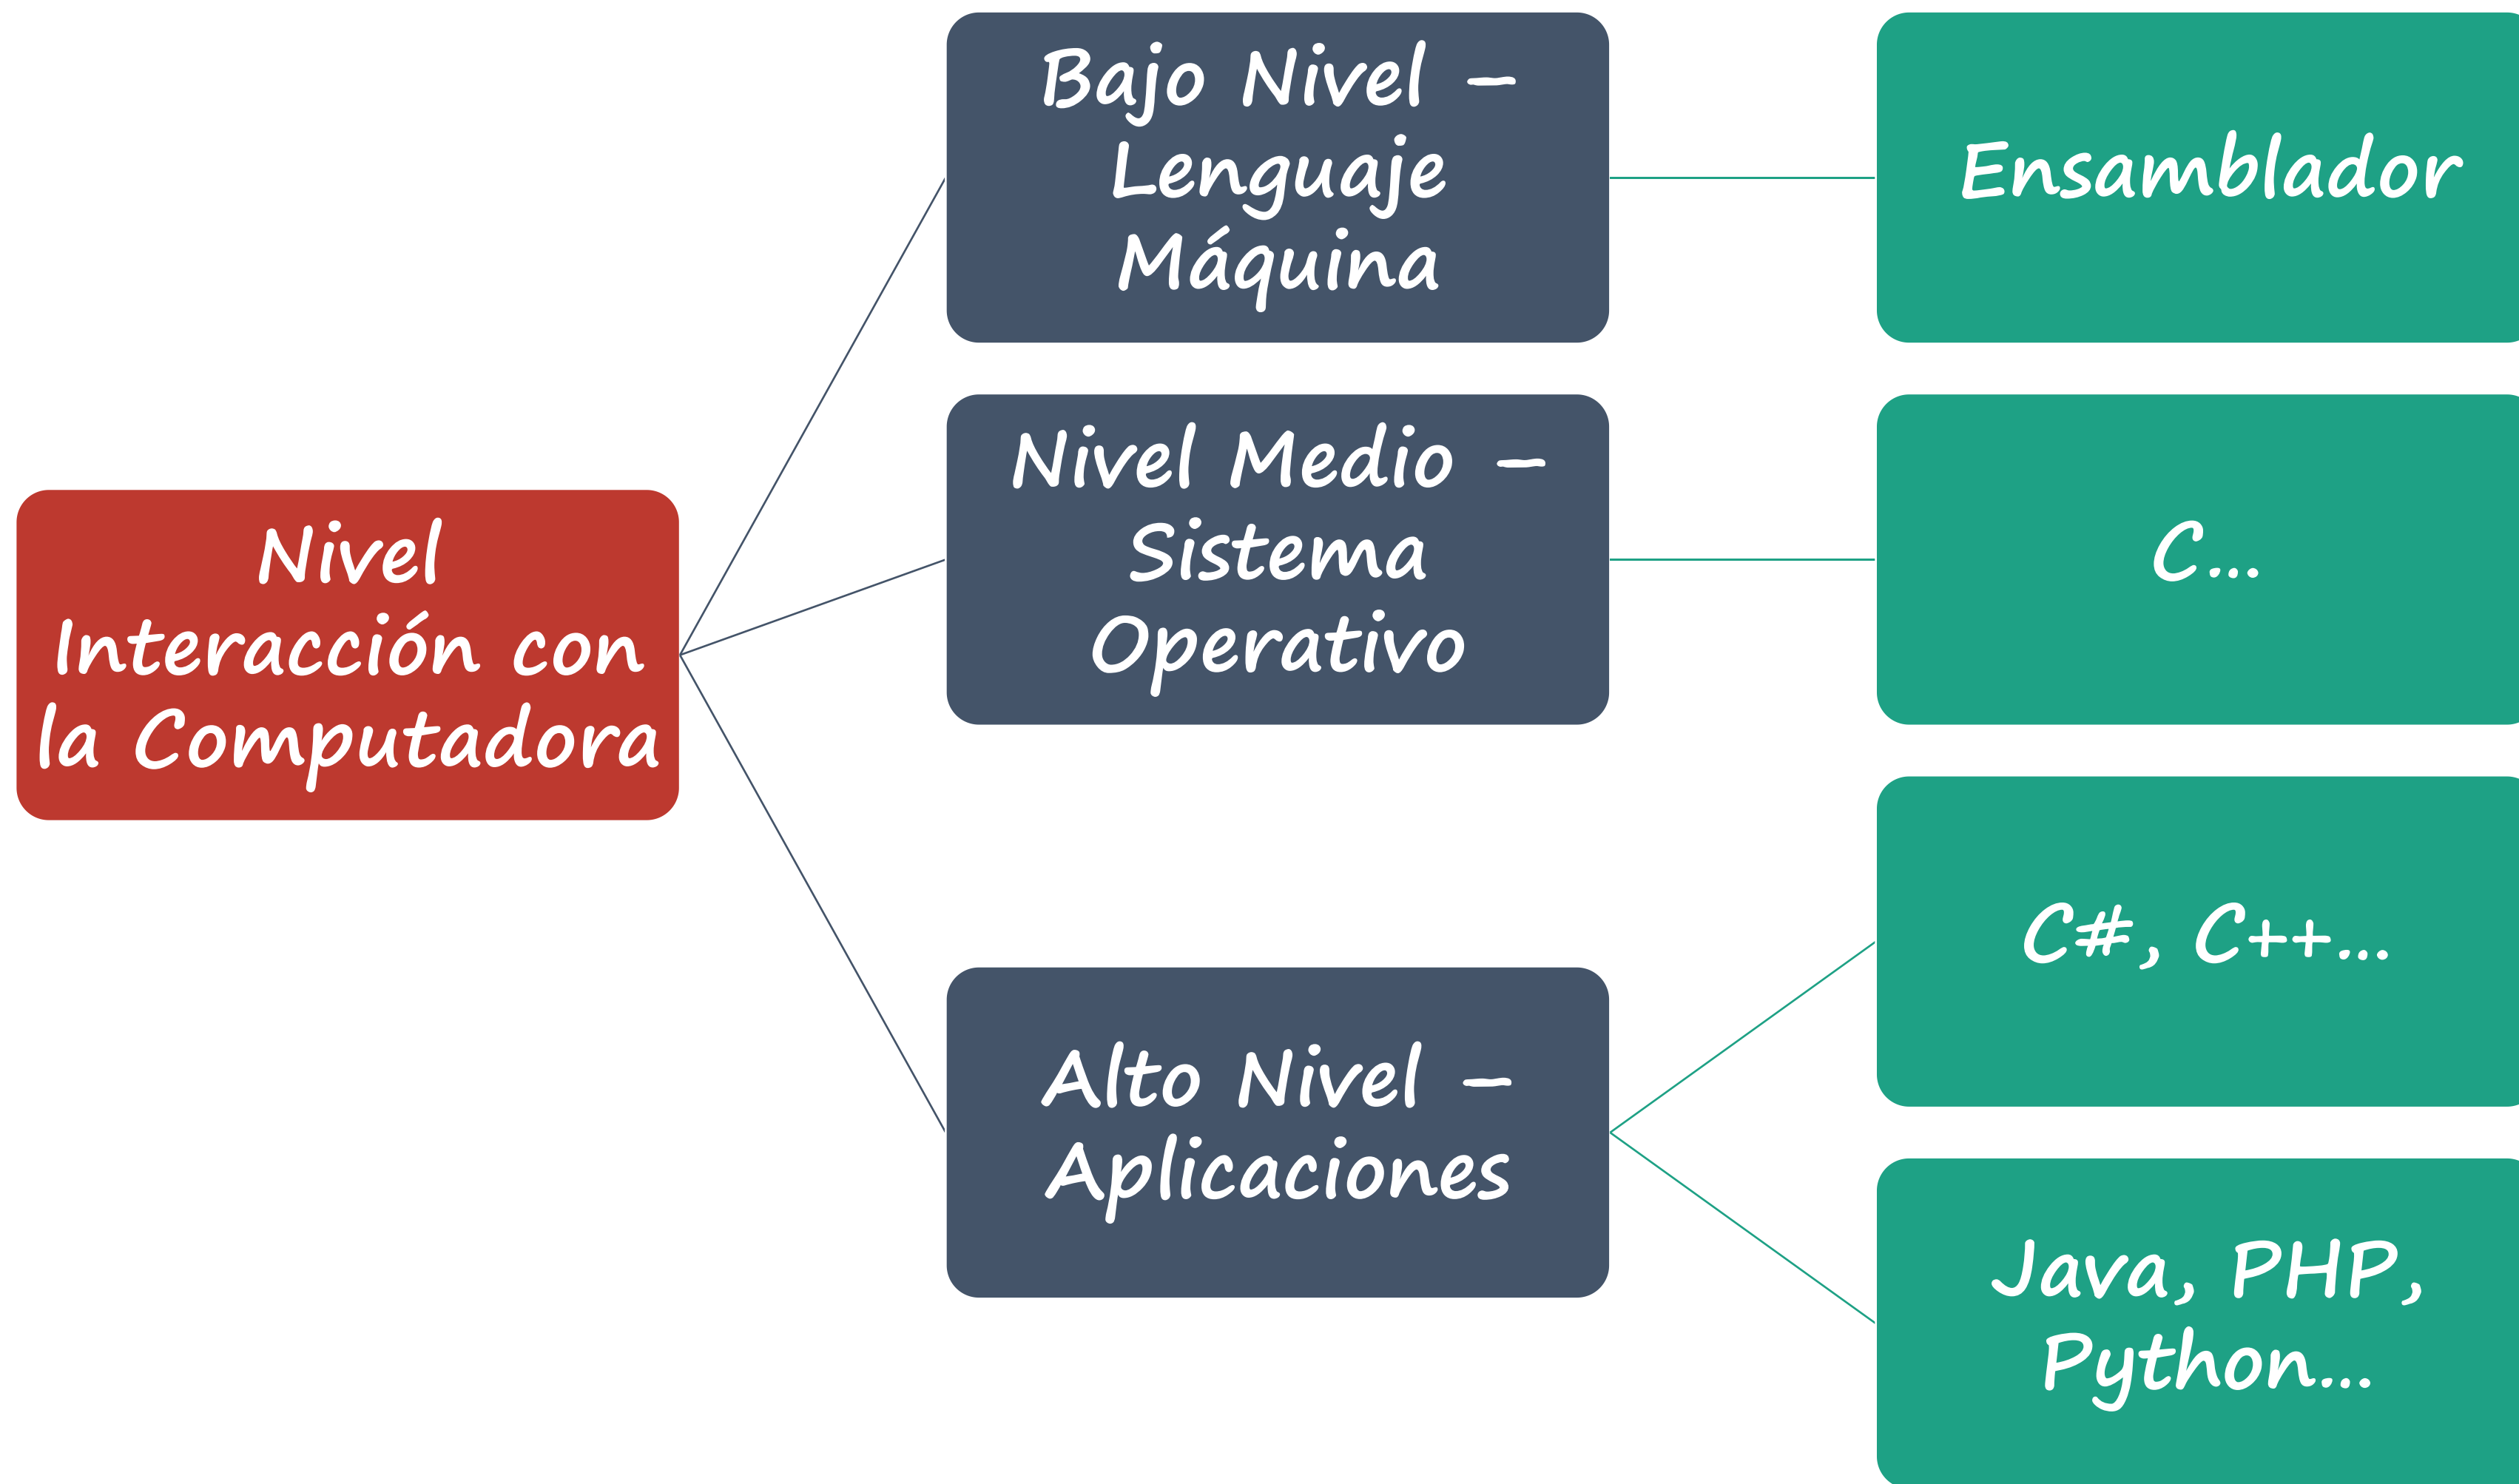 Nivel
Interacción con
la Computadora
Bajo Nivel –
Lenguaje
Máquina
Ensamblador
Nivel Medio –
Sistema
Operativo
C…
Alto Nivel –
Aplicaciones
C#, C++…
Java, PHP,
Python…